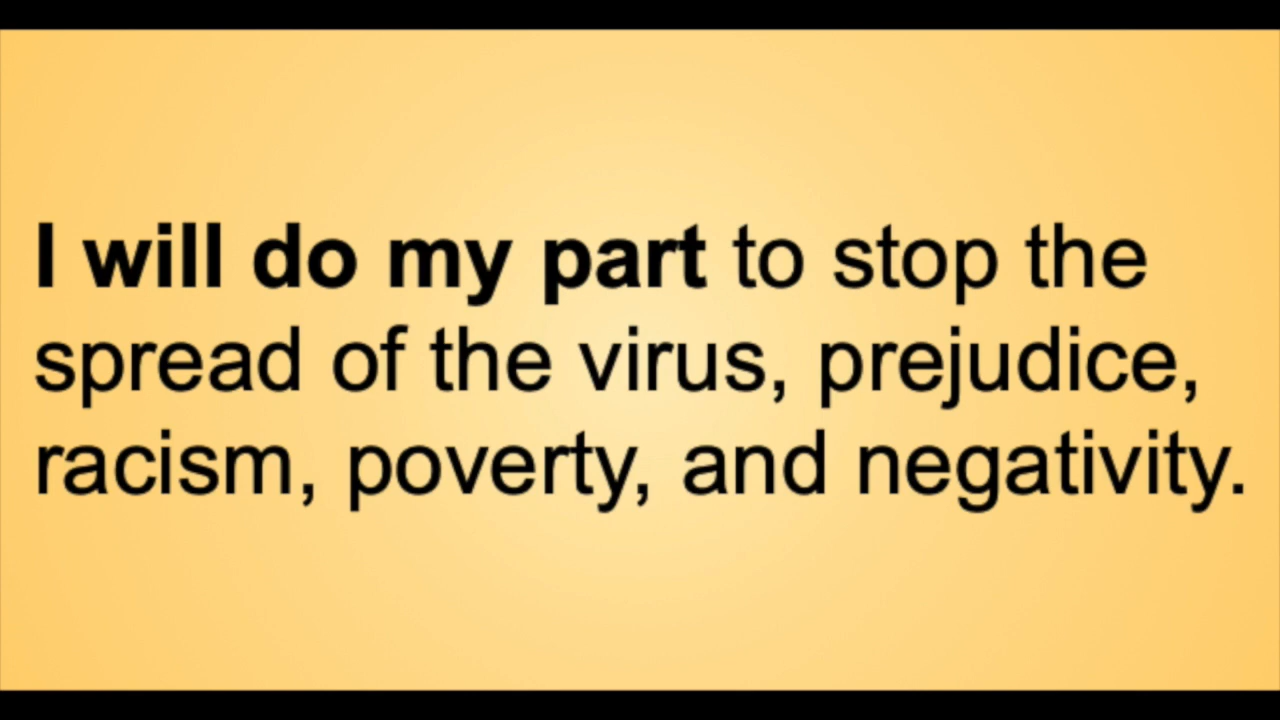 I will do my part to stop the
spread of the virus, prejudice,
racism, poverty, and negativity.